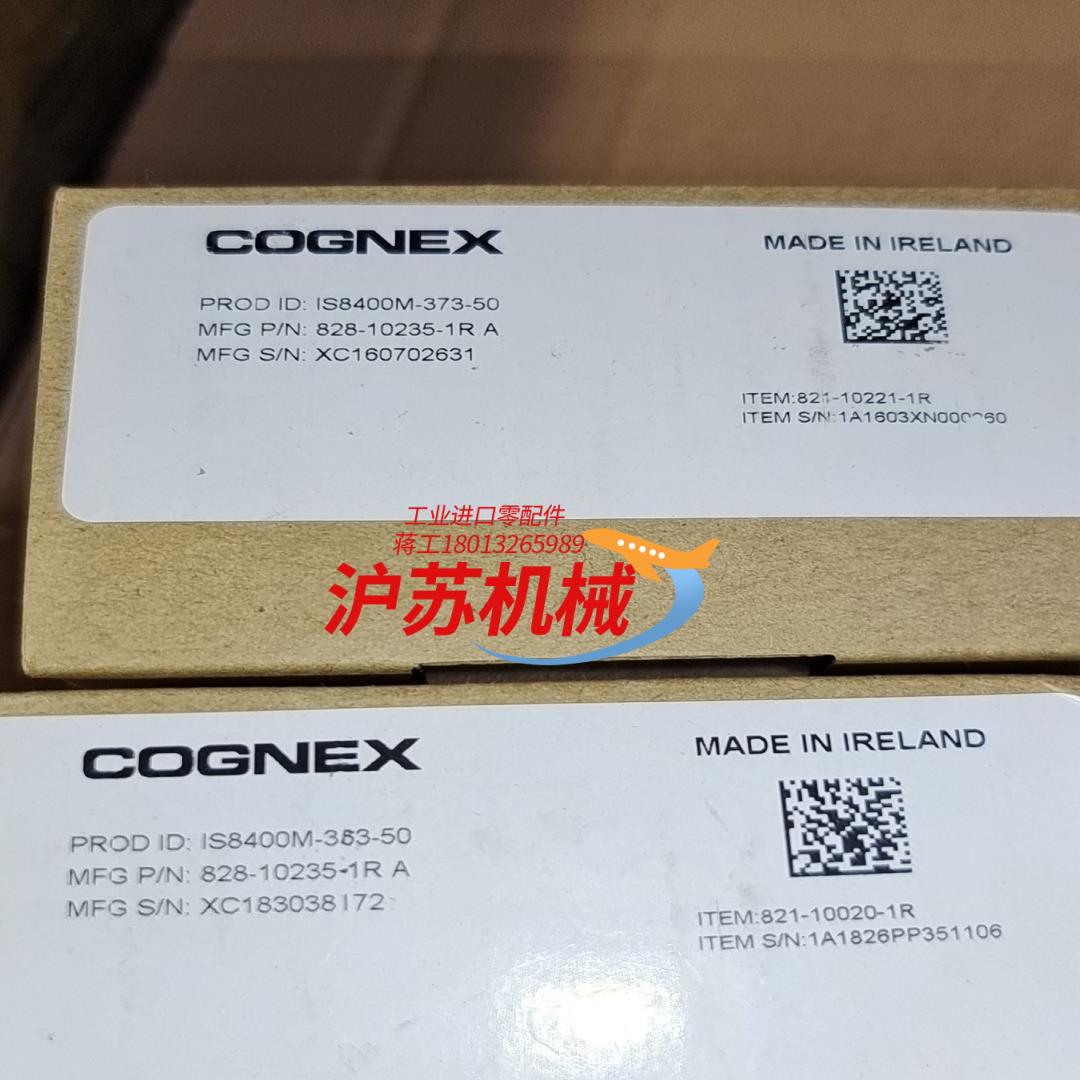 COGNEX
MADE IN IRELAND
PROD ID: IS8400M-373-50
MFG P/N: 828-10235-1R A
MFG S/N: XC160702631
ITEM:821-10221-1R
ITEM S/N:
工业进口零配件
蒋工18013265989
沪苏机械
COGNEX
MADE IN IRELAND
PROD ID: IS8400M-363-50
MFG P/N: 828-10235-1R A
MFG S/N: XC183038172
ITEM:821-10020-1R
ITEM S/N:1A1826PP351106